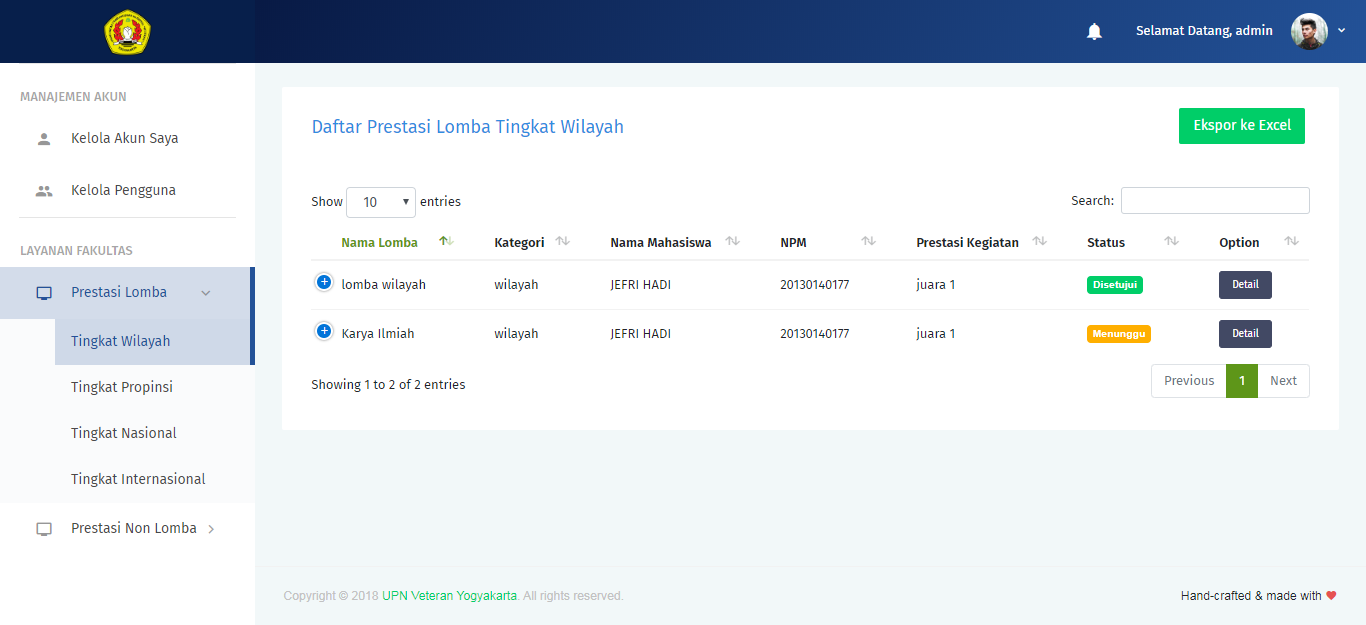 Selamat Datang, admin
MANAJEMEN AKUN
Kelola Akun Saya
Kelola Pengguna
LAYANAN FAKULTAS
Prestasi Lomba
Tingkat Wilayah
Tingkat Propinsi
Tingkat Nasional
Tingkat Internasional
Prestasi Non Lomba
Daftar Prestasi Lomba Tingkat Wilayah
Ekspor ke Excel
Show 10 entries
Search:
Nama Lomba Kategori Nama Mahasiswa NPM Prestasi Kegiatan Status Option
lomba wilayah wilayah JEFRI HADI 20130140177 juara 1 Disetujui Detail
Karya Ilmiah wilayah JEFRI HADI 20130140177 juara 1 Menunggu Detail
Showing 1 to 2 of 2 entries
Previous 1 Next
Copyright © 2018 UPN Veteran Yogyakarta. All rights reserved.
Hand-crafted & made with